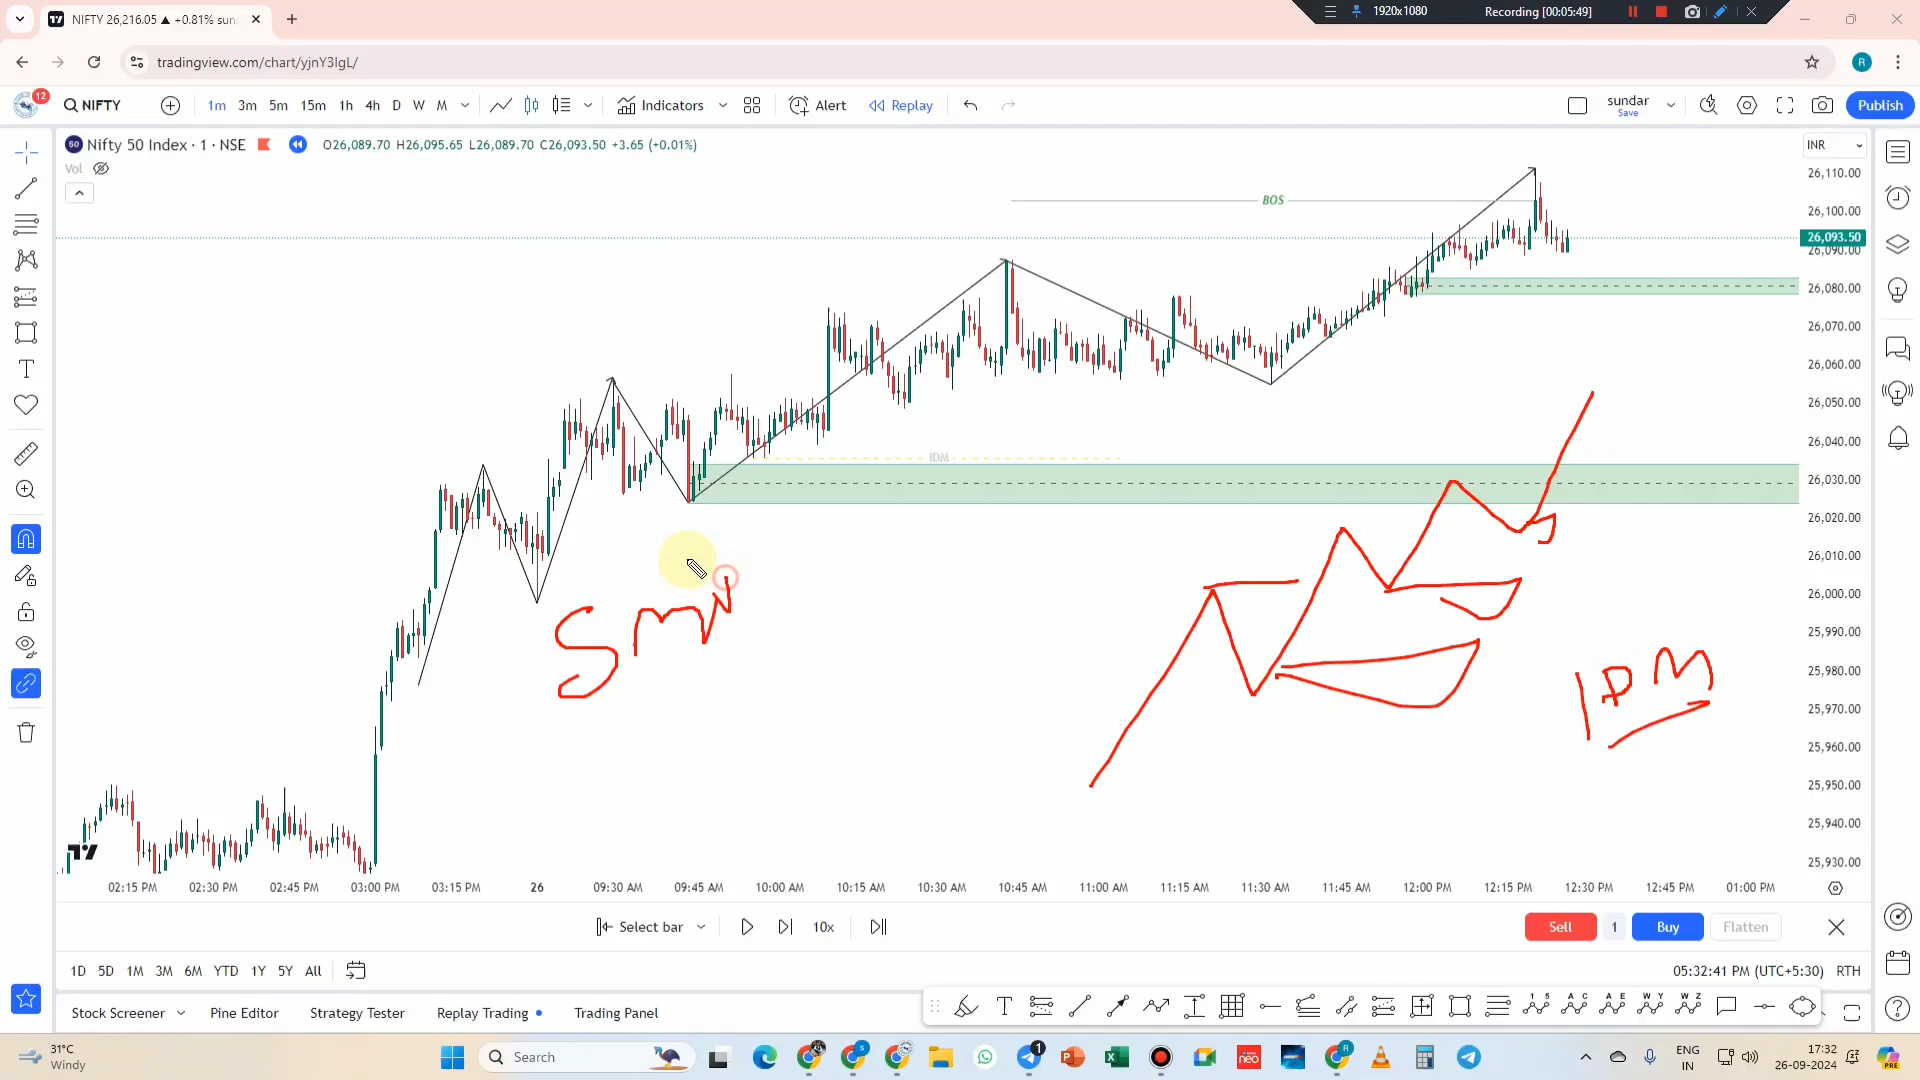 NIFTY 26,216.05 ▲ +0.81% sun
1920x1080
Recording [00:05:49]
tradingview.com/chart/yjnY3IgL/
12
NIFTY
1m 3m 5m 15m 1h 4h D W M
Indicators
Alert
Replay
sundar
Save
Publish
50 Nifty 50 Index · 1 · NSE
O26,089.70 H26,095.65 L26,089.70 C26,093.50 +3.65 (+0.01%)
Vol
INR
26,110.00
BOS
26,100.00
26,093.50
26,090.00
26,080.00
26,070.00
26,060.00
26,050.00
26,040.00
IDM
26,030.00
26,020.00
26,010.00
26,000.00
25,990.00
25,980.00
25,970.00
25,960.00
25,950.00
25,940.00
25,930.00
IDM
02:15 PM 02:30 PM 02:45 PM 03:00 PM 03:15 PM 26 09:30 AM 09:45 AM 10:00 AM 10:15 AM 10:30 AM 10:45 AM 11:00 AM 11:15 AM 11:30 AM 11:45 AM 12:00 PM 12:15 PM 12:30 PM 12:45 PM 01:00 PM
Select bar
10x
Sell 1 Buy Flatten
1D 5D 1M 3M 6M YTD 1Y 5Y All
05:32:41 PM (UTC+5:30) RTH
Stock Screener Pine Editor Strategy Tester Replay Trading Trading Panel
31°C
Windy
Search
neo
ENG
IN
17:32
26-09-2024